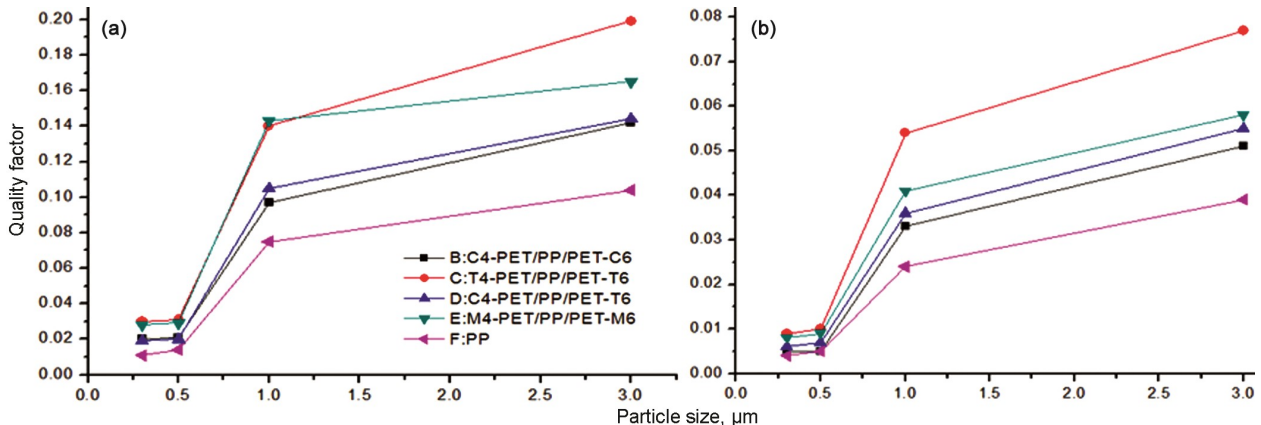 (a)
(b)
0.20
0.18
0.16
0.14
0.12
0.10
0.08
0.06
0.04
0.02
0.00
Quality factor
B:C4-PET/PP/PET-C6
C:T4-PET/PP/PET-T6
D:C4-PET/PP/PET-T6
E:M4-PET/PP/PET-M6
F:PP
0.0 0.5 1.0 1.5 2.0 2.5 3.0
0.08
0.07
0.06
0.05
0.04
0.03
0.02
0.01
0.00
0.0 0.5 1.0 1.5 2.0 2.5 3.0
Particle size, µm